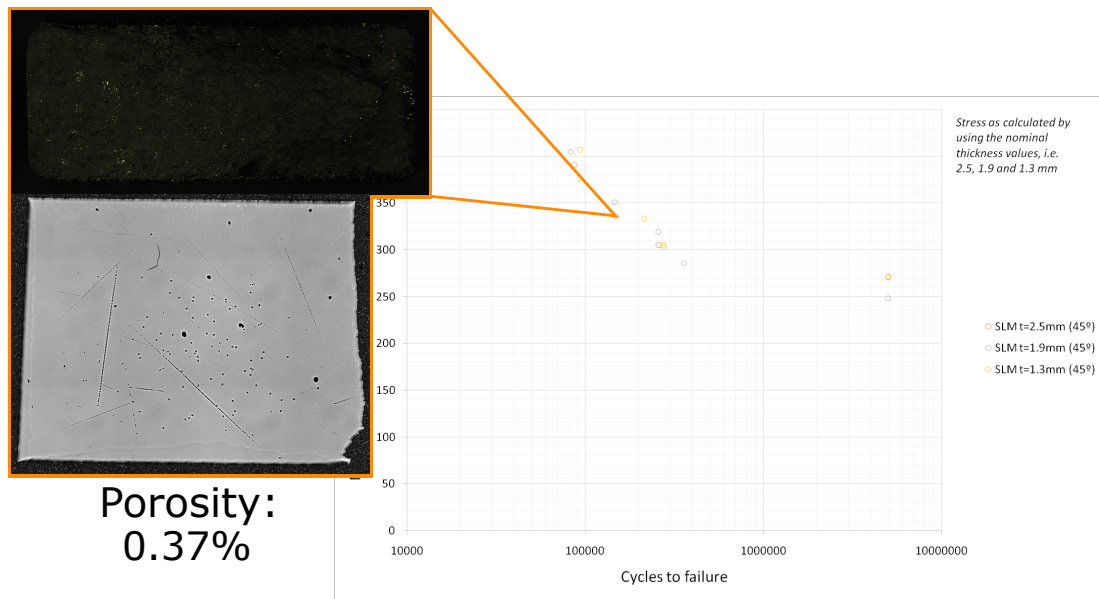 Stress as calculated by
using the nominal
thickness values, i.e.
2.5, 1.9 and 1.3 mm
350
300
250
200
150
100
50
0
10000
100000
1000000
10000000
Cycles to failure
SLM t=2.5mm (45º)
SLM t=1.9mm (45º)
SLM t=1.3mm (45º)
Porosity:
0.37%